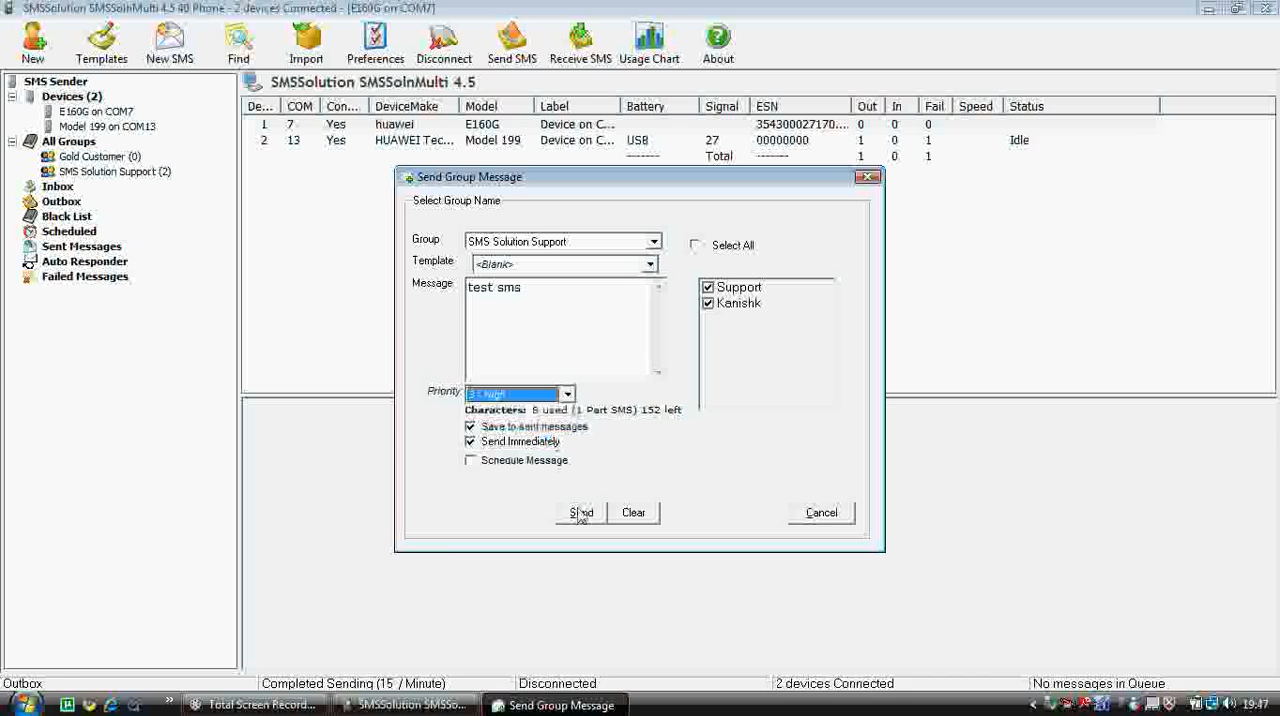 SMSSolution SMSSolnMulti 4.5 40 Phone - 2 devices Connected - [E160G on COM7]
New Templates New SMS Find Import Preferences Disconnect Send SMS Receive SMS Usage Chart About
SMS Sender
Devices (2)
E160G on COM7
Model 199 on COM13
All Groups
Gold Customer (0)
SMS Solution Support (2)
Inbox
Outbox
Black List
Scheduled
Sent Messages
Auto Responder
Failed Messages
SMSSolution SMSSolnMulti 4.5
De... COM Con... DeviceMake Model Label Battery Signal ESN Out In Fail Speed Status
1 7 Yes huawei E160G Device on C... 354300027170.... 0 0 0
2 13 Yes HUAWEI Tec... Model 199 Device on C... USB 27 00000000 1 0 1 Idle
-------- Total -------- 1 0 1
Send Group Message
Select Group Name
Group SMS Solution Support
Select All
Template <Blank>
Message test sms
Support
Kanishk
Priority 3 - High
Characters: 8 used (1 Part SMS) 152 left
Save to sent messages
Send Immediately
Schedule Message
Send Clear Cancel
Outbox Completed Sending (15 / Minute) Disconnected 2 devices Connected No messages in Queue
» Total Screen Record... SMSSolution SMSSo... Send Group Message 19:47